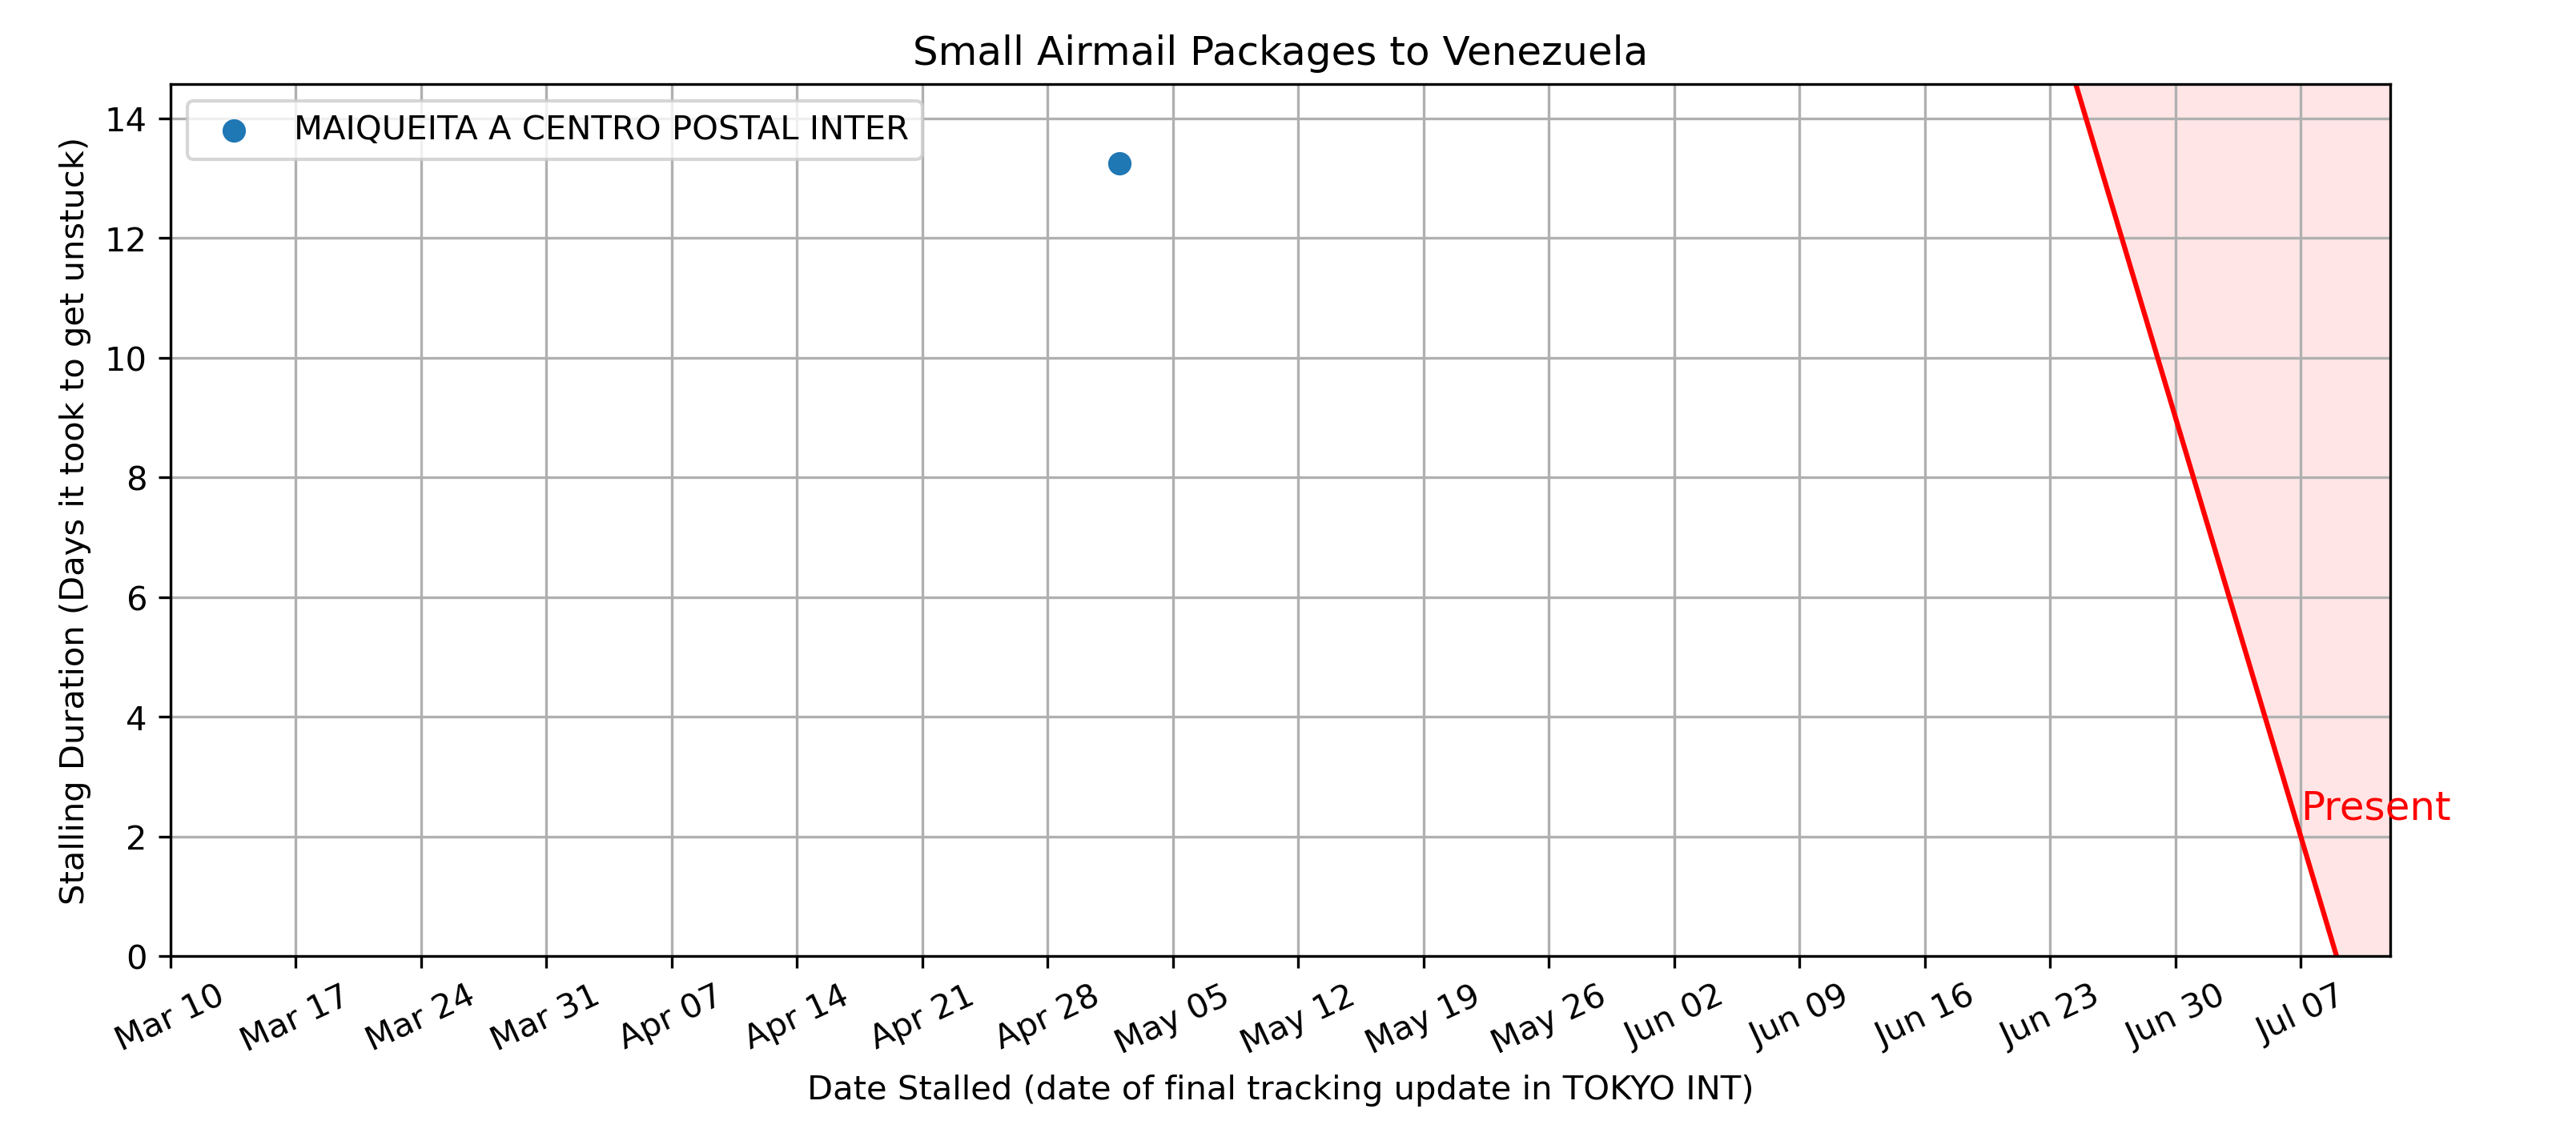 Small Airmail Packages to Venezuela
MAIQUEITA A CENTRO POSTAL INTER
Stalling Duration (Days it took to get unstuck)
14
12
10
8
6
4
2
0
Present
Mar 10
Mar 17
Mar 24
Mar 31
Apr 07
Apr 14
Apr 21
Apr 28
May 05
May 12
May 19
May 26
Jun 02
Jun 09
Jun 16
Jun 23
Jun 30
Jul 07
Date Stalled (date of final tracking update in TOKYO INT)